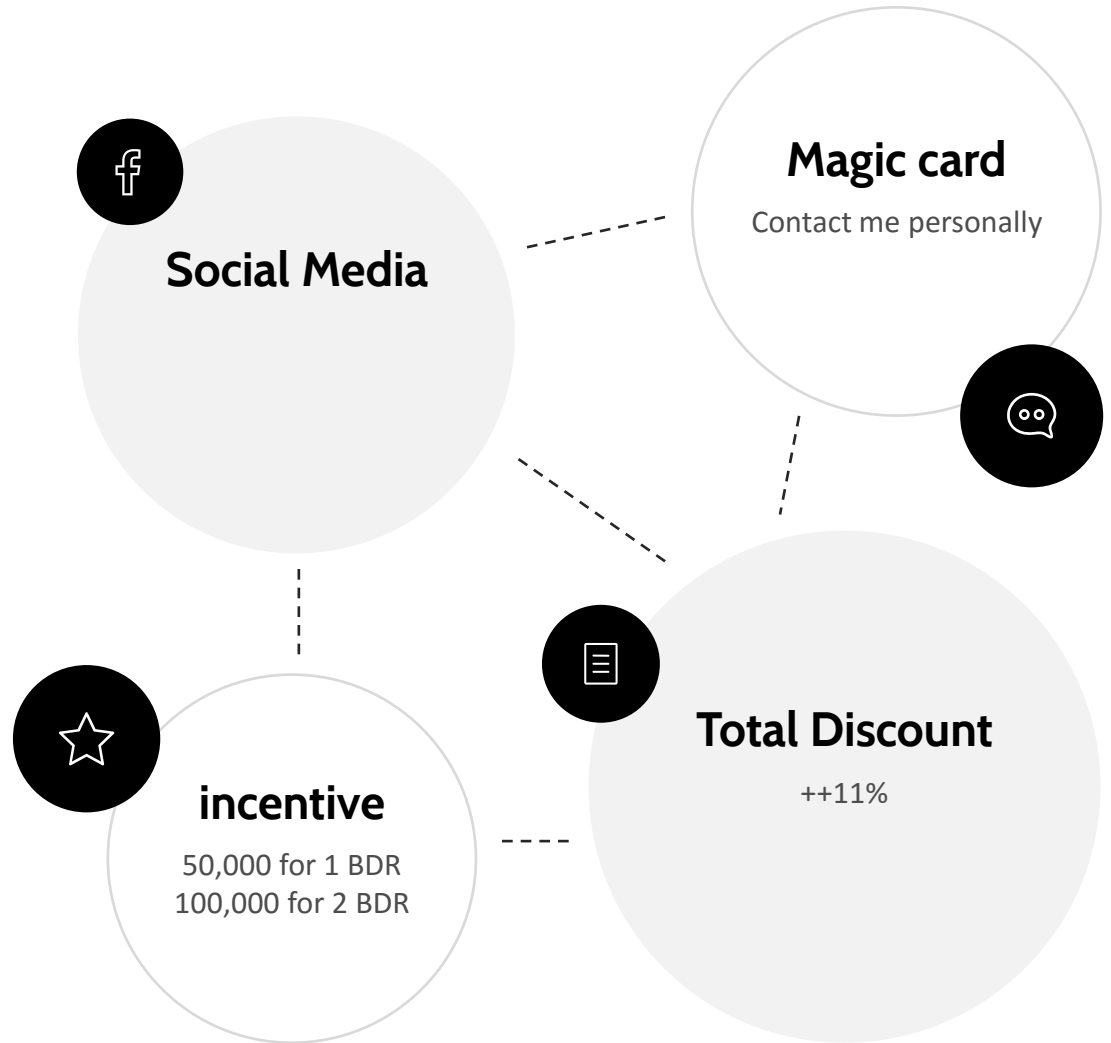 Social Media
Magic card
Contact me personally
incentive
50,000 for 1 BDR
100,000 for 2 BDR
Total Discount
++11%